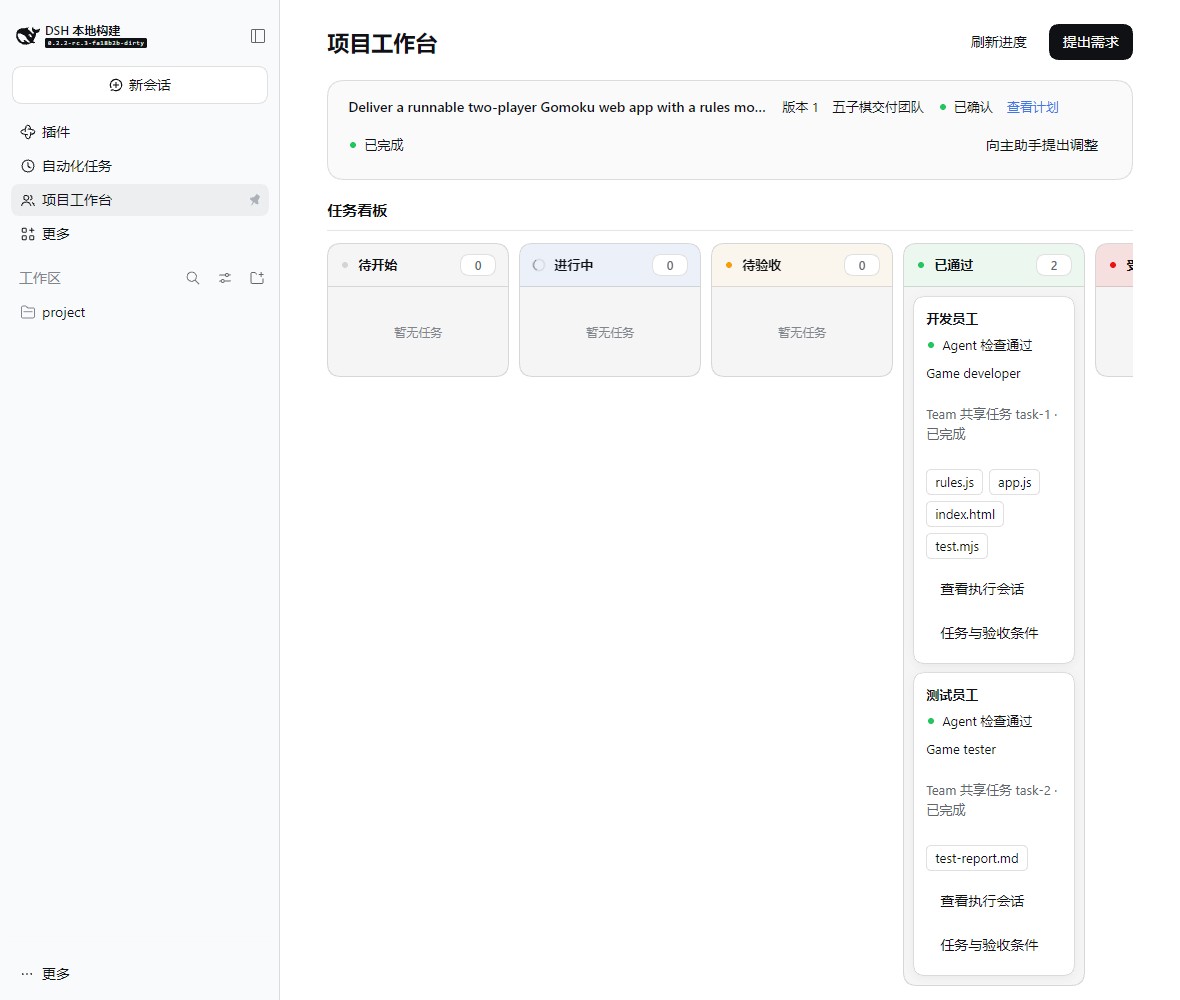 DSH 本地构建
0.2.2-rc.3-fa18b2b-dirty
新会话
插件
自动化任务
项目工作台
更多
工作区
project
更多
项目工作台
刷新进度
提出需求
Deliver a runnable two-player Gomoku web app with a rules mo...
版本 1
五子棋交付团队
已确认
查看计划
已完成
向主助手提出调整
任务看板
待开始
0
暂无任务
进行中
0
暂无任务
待验收
0
暂无任务
已通过
2
开发员工
Agent 检查通过
Game developer
Team 共享任务 task-1 ·
已完成
rules.js
app.js
index.html
test.mjs
查看执行会话
任务与验收条件
测试员工
Agent 检查通过
Game tester
Team 共享任务 task-2 ·
已完成
test-report.md
查看执行会话
任务与验收条件